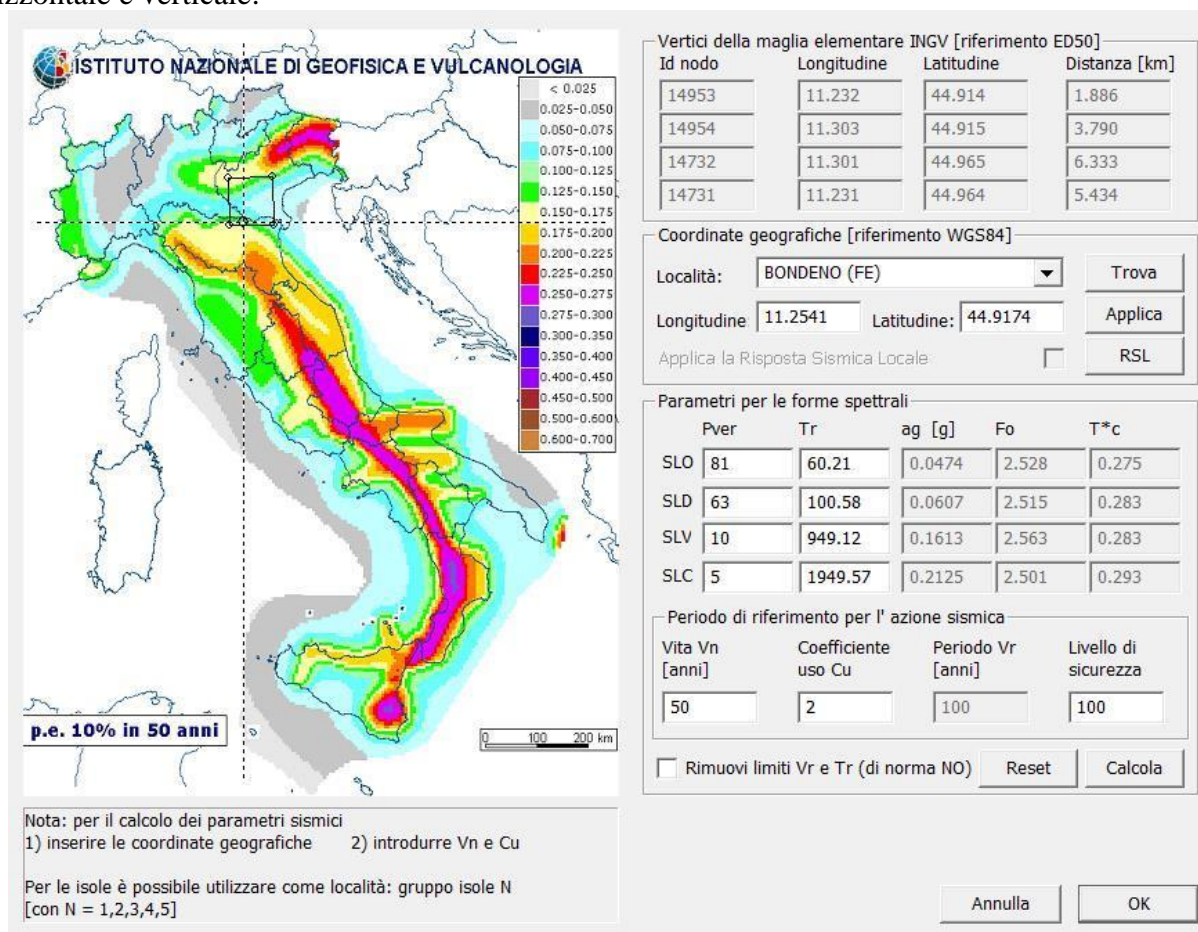 izzontale e verticale.
ISTITUTO NAZIONALE DI GEOFISICA E VULCANOLOGIA
< 0.025
0.025-0.050
0.050-0.075
0.075-0.100
0.100-0.125
0.125-0.150
0.150-0.175
0.175-0.200
0.200-0.225
0.225-0.250
0.250-0.275
0.275-0.300
0.300-0.350
0.350-0.400
0.400-0.450
0.450-0.500
0.500-0.600
0.600-0.700
p.e. 10% in 50 anni
0 100 200 km
Nota: per il calcolo dei parametri sismici
1) inserire le coordinate geografiche 2) introdurre Vn e Cu
Per le isole è possibile utilizzare come località: gruppo isole N
[con N = 1,2,3,4,5]
Vertici della maglia elementare INGV [riferimento ED50]
Id nodo Longitudine Latitudine Distanza [km]
14953 11.232 44.914 1.886
14954 11.303 44.915 3.790
14732 11.301 44.965 6.333
14731 11.231 44.964 5.434
Coordinate geografiche [riferimento WGS84]
Località: BONDENO (FE) Trova
Longitudine 11.2541 Latitudine: 44.9174 Applica
Applica la Risposta Sismica Locale RSL
Parametri per le forme spettrali
Pver Tr ag [g] Fo T*c
SLO 81 60.21 0.0474 2.528 0.275
SLD 63 100.58 0.0607 2.515 0.283
SLV 10 949.12 0.1613 2.563 0.283
SLC 5 1949.57 0.2125 2.501 0.293
Periodo di riferimento per l' azione sismica
Vita Vn Coefficiente Periodo Vr Livello di
[anni] uso Cu [anni] sicurezza
50 2 100 100
Rimuovi limiti Vr e Tr (di norma NO) Reset Calcola
Annulla OK